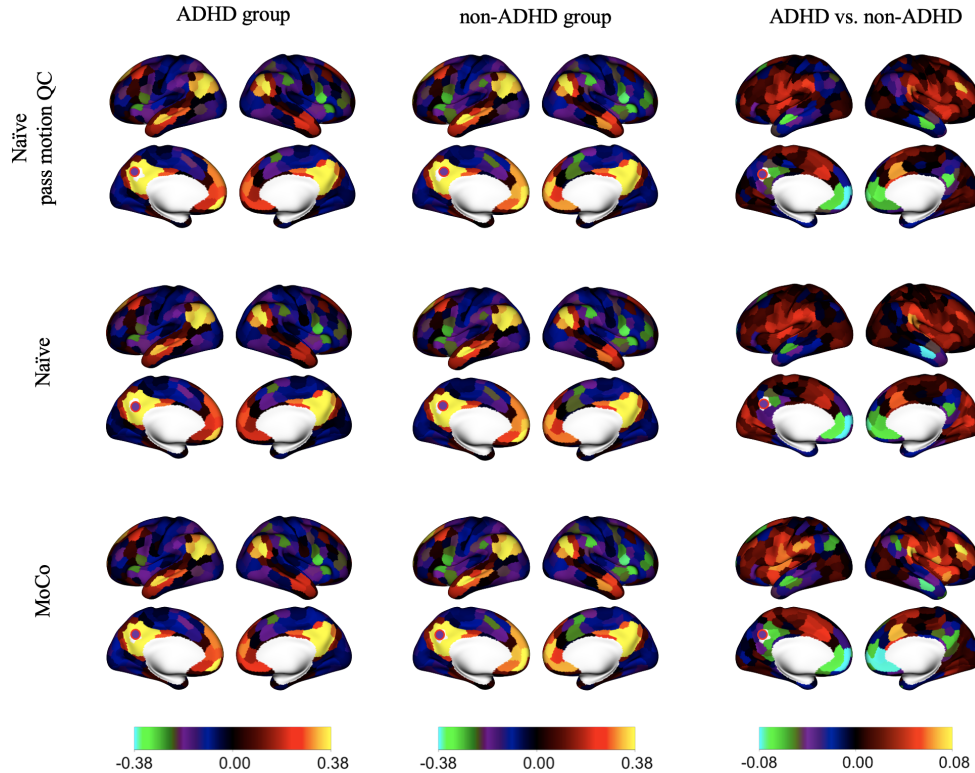 ADHD group
non-ADHD group
ADHD vs. non-ADHD
Naïve
pass motion QC
Naïve
MoCo
-0.38
0.00
0.38
-0.38
0.00
0.38
-0.08
0.00
0.08